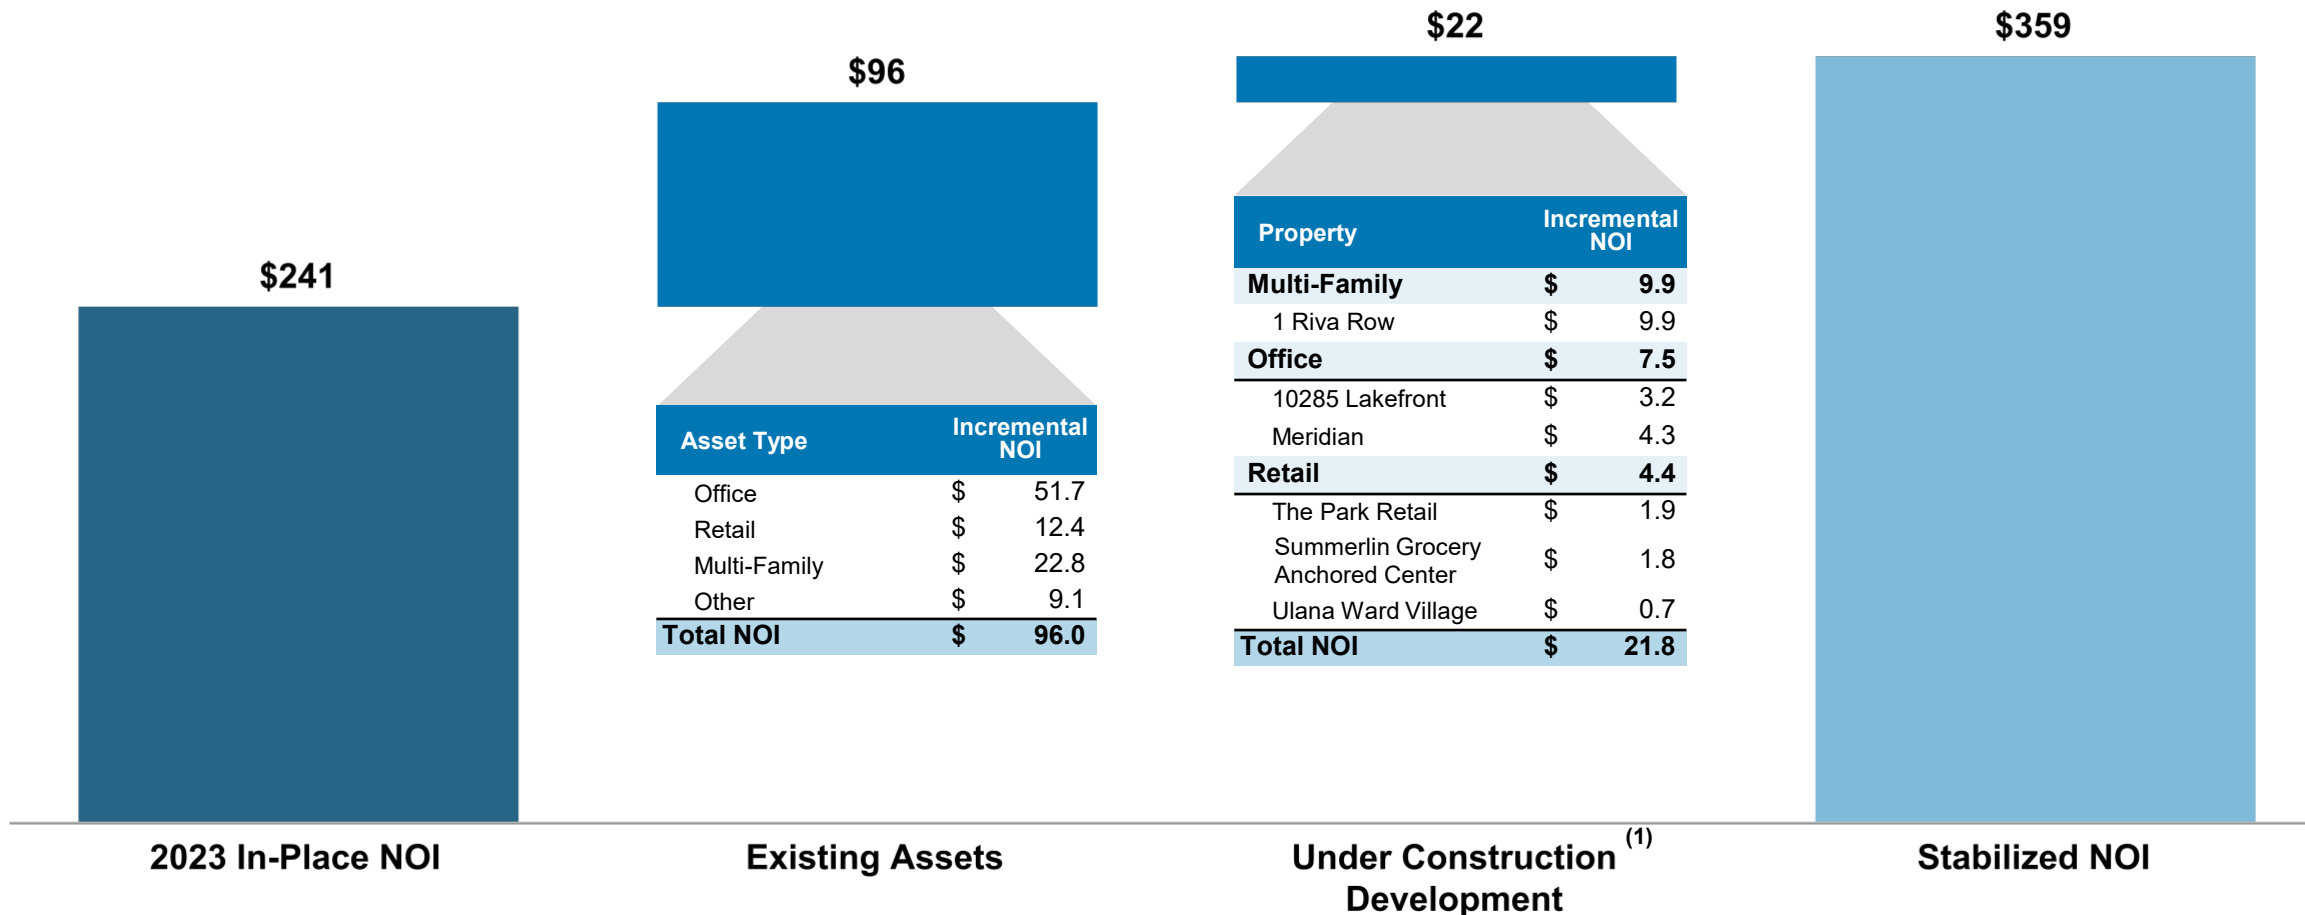 $241
2023 In-Place NOI
$96
Asset Type Incremental NOI
Office $ 51.7
Retail $ 12.4
Multi-Family $ 22.8
Other $ 9.1
Total NOI $ 96.0
Existing Assets
$22
Property Incremental NOI
Multi-Family $ 9.9
1 Riva Row $ 9.9
Office $ 7.5
10285 Lakefront $ 3.2
Meridian $ 4.3
Retail $ 4.4
The Park Retail $ 1.9
Summerlin Grocery
Anchored Center $ 1.8
Ulana Ward Village $ 0.7
Total NOI $ 21.8
Under Construction (1)
Development
$359
Stabilized NOI